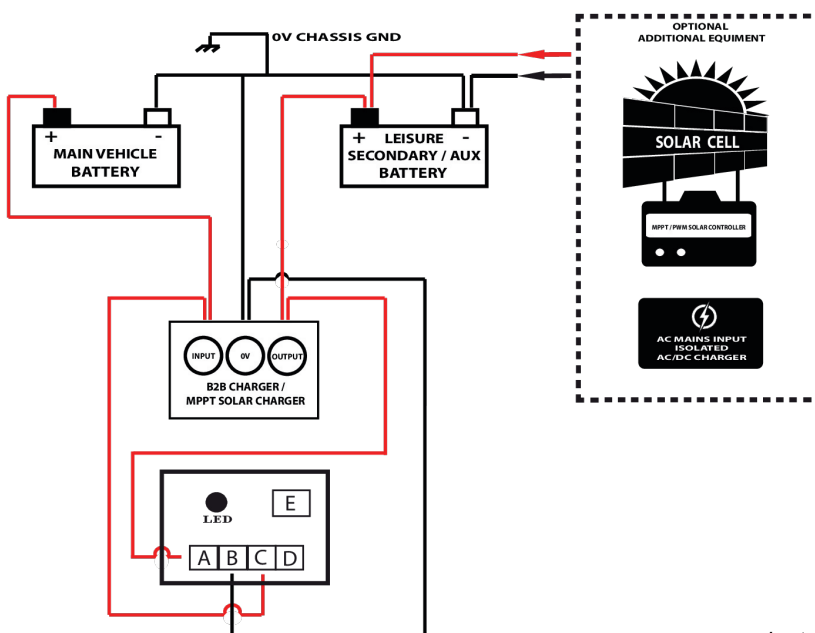 OPTIONAL
ADDITIONAL EQUIMENT
0V CHASSIS GND
+ -
MAIN VEHICLE
BATTERY
+ LEISURE -
SECONDARY / AUX
BATTERY
SOLAR CELL
MPPT / PWM SOLAR CONTROLLER
AC MAINS INPUT
ISOLATED
AC/DC CHARGER
INPUT 0V OUTPUT
B2B CHARGER /
MPPT SOLAR CHARGER
LED
E
A B C D